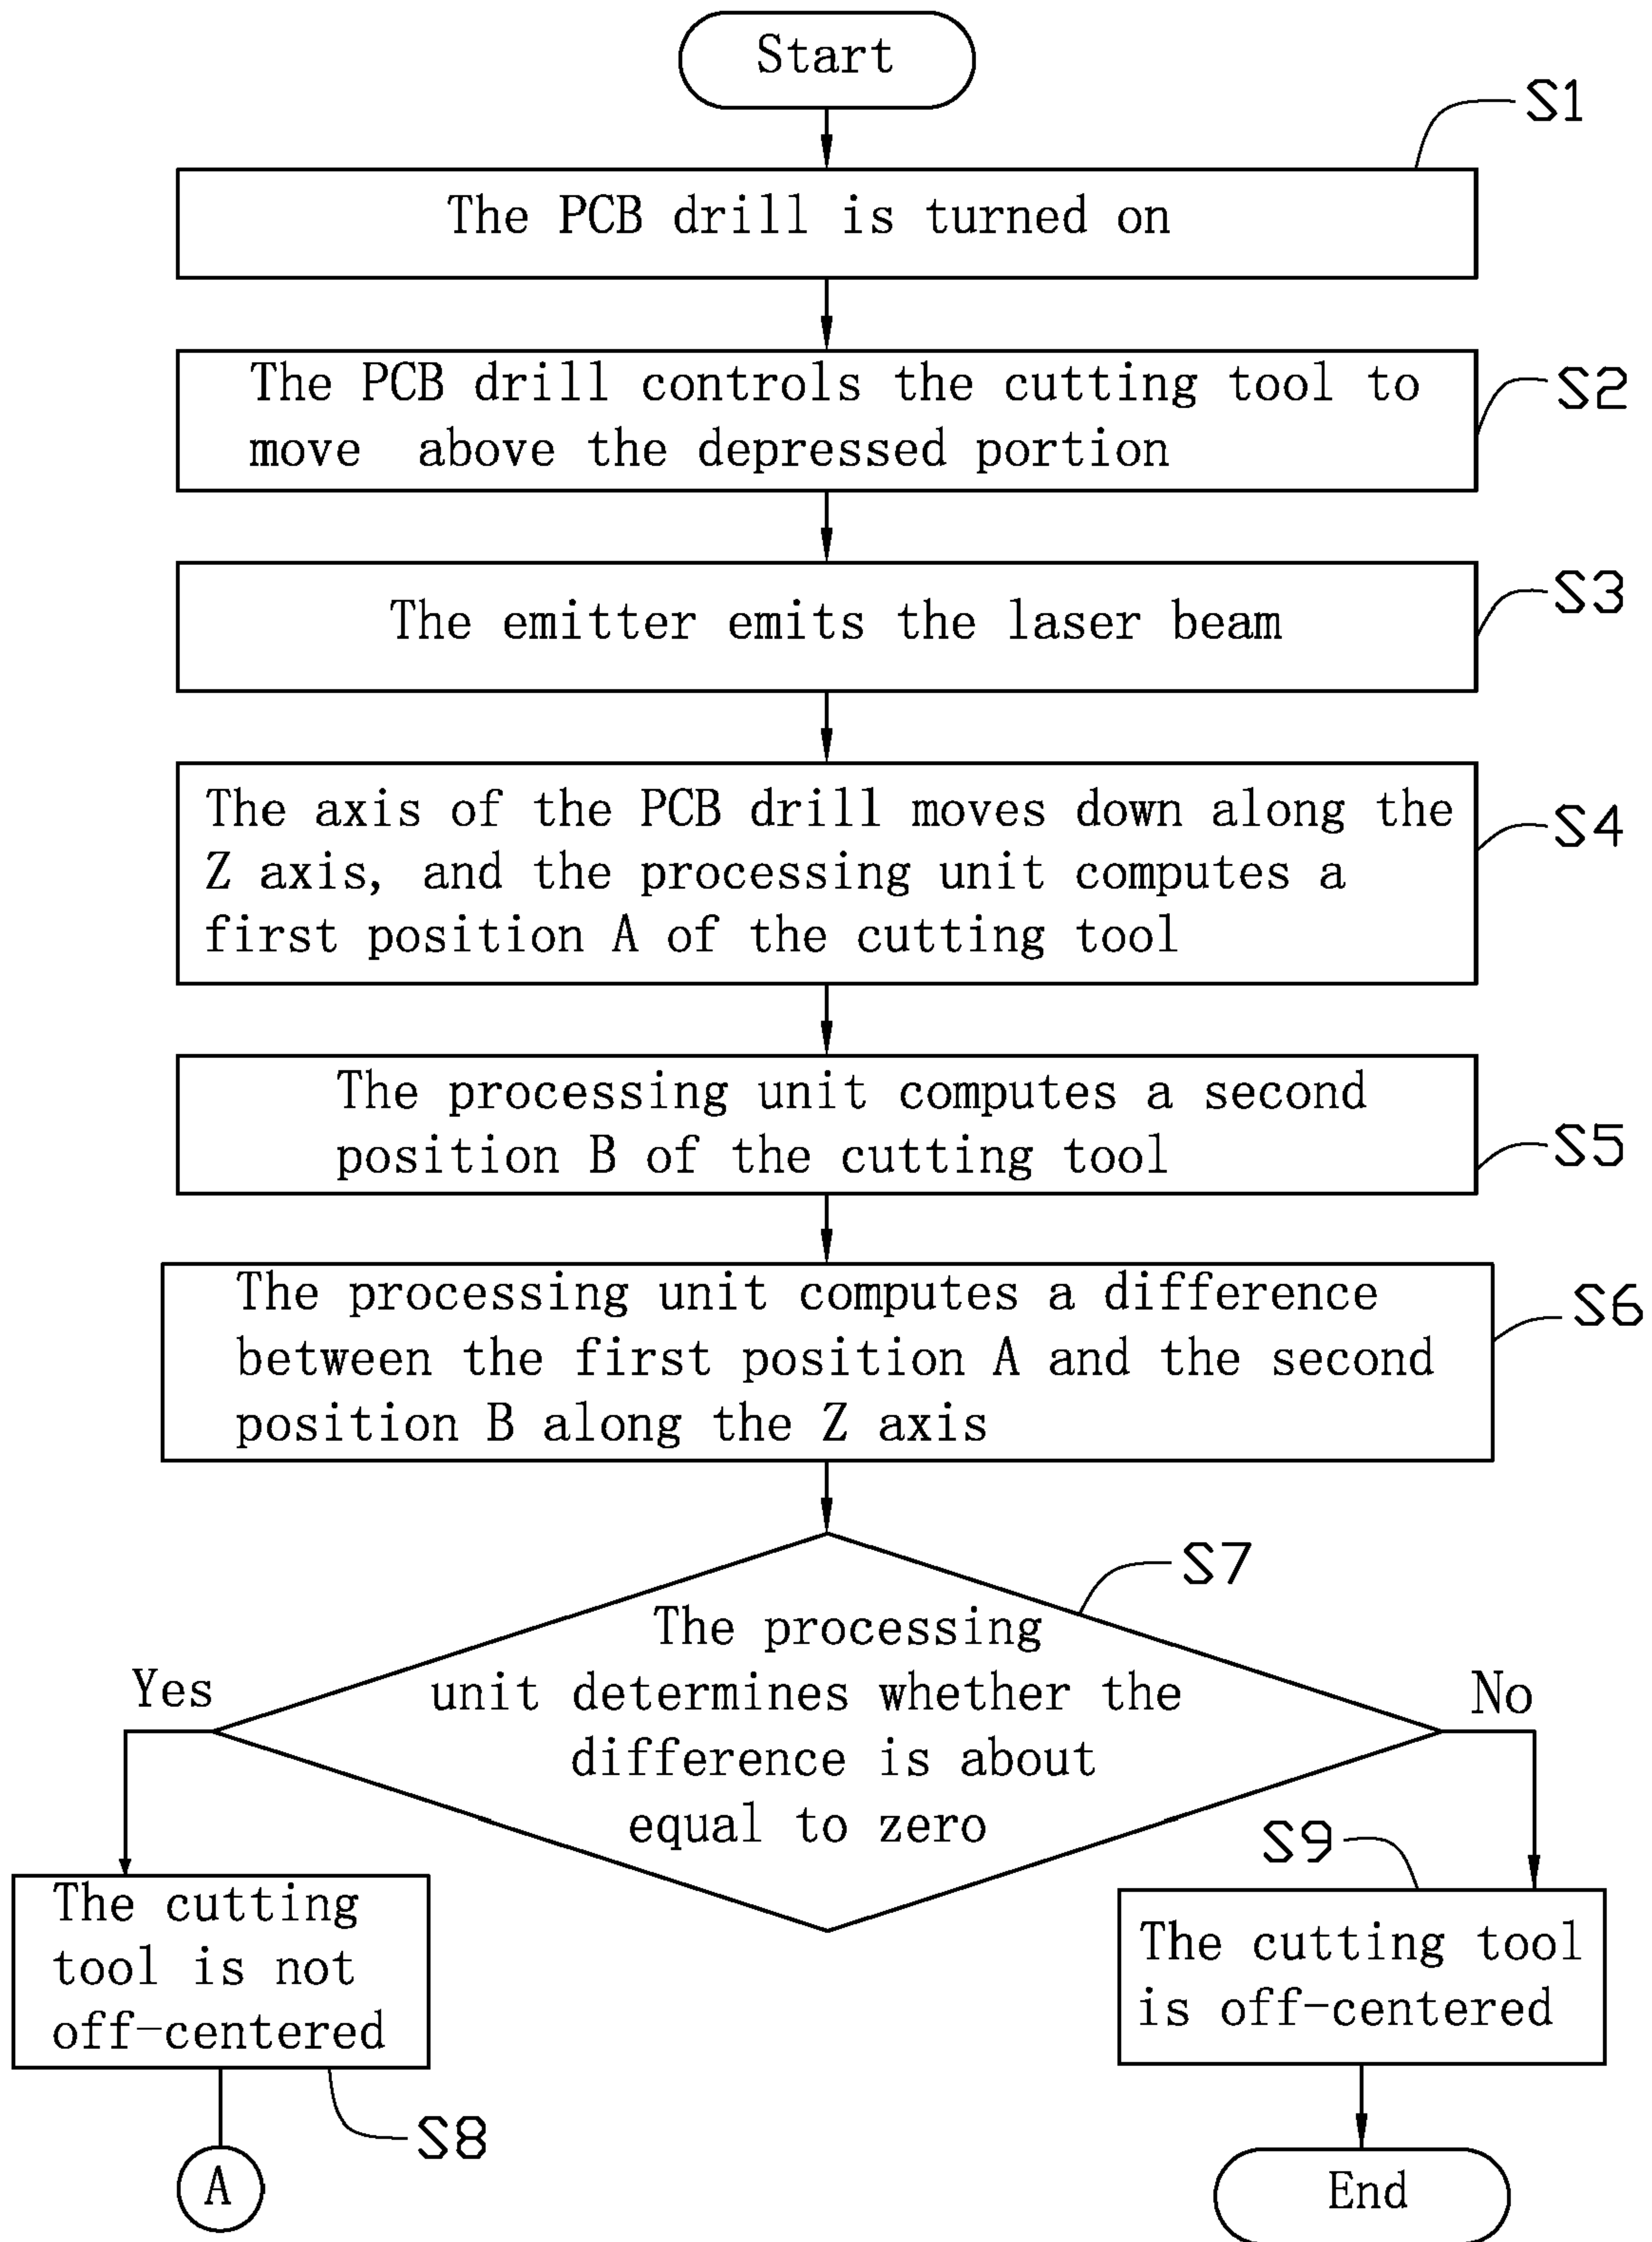 Start
S1
The PCB drill is turned on
The PCB drill controls the cutting tool to
move above the depressed portion
S2
The emitter emits the laser beam
S3
The axis of the PCB drill moves down along the
Z axis, and the processing unit computes a
first position A of the cutting tool
S4
The processing unit computes a second
position B of the cutting tool
S5
The processing unit computes a difference
between the first position A and the second
position B along the Z axis
S6
S7
The processing
unit determines whether the
difference is about
equal to zero
Yes
No
The cutting
tool is not
off-centered
S8
A
S9
The cutting tool
is off-centered
End